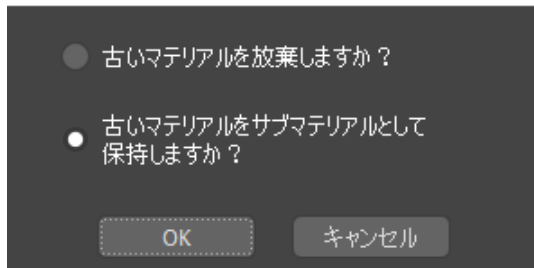 古いマテリアルを放棄しますか？
古いマテリアルをサブマテリアルとして
保持しますか？
OK
キャンセル